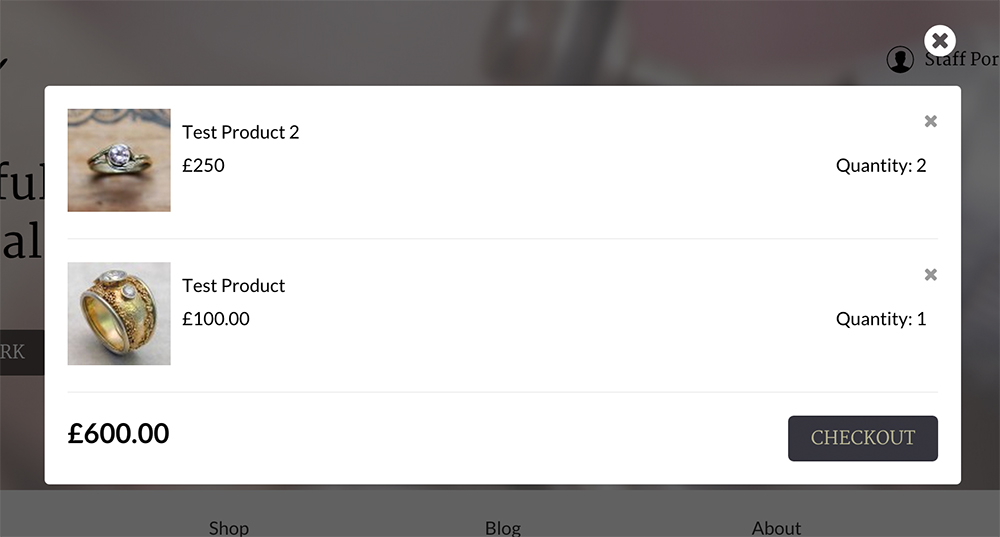 Staff Por
Test Product 2
£250
Quantity: 2
ful
al
Test Product
£100.00
Quantity: 1
RK
£600.00
CHECKOUT
Shop
Blog
About